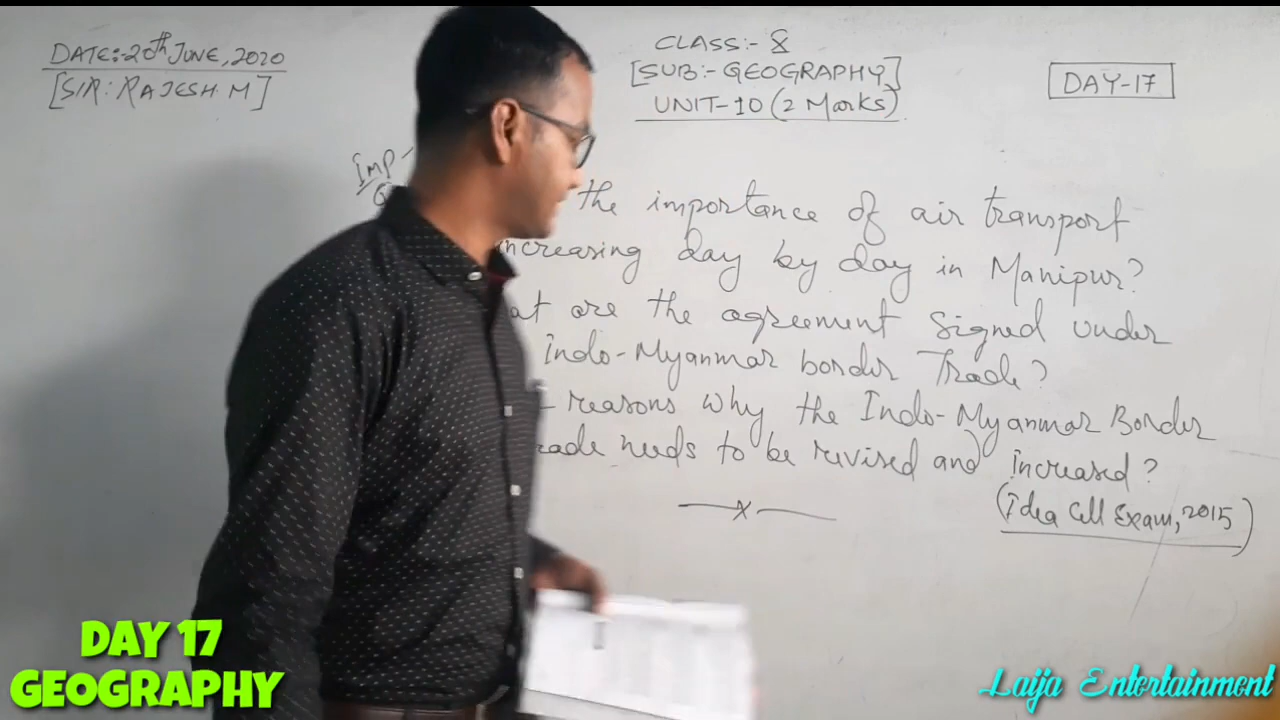 DATE:-20th JUNE, 2020
[SIR: RAJESH. M]
CLASS:- 8
[SUB:- GEOGRAPHY]
UNIT-10 (2 Marks)
DAY-17
IMP-
the importance of air transport
increasing day by day in Manipur?
are the agreement Signed under
Indo-Myanmar border Trade?
reasons why the Indo-Myanmar Border
needs to be revised and increased?
x
(Idea Cell Exam, 2015)
DAY 17
GEOGRAPHY
Laija Entertainment